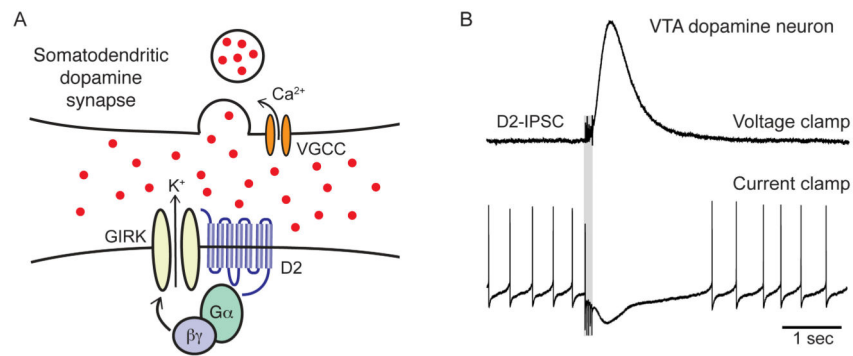 A
Somatodendritic
dopamine
synapse
Ca²⁺
VGCC
K⁺
GIRK
D2
Gα
βγ
B
VTA dopamine neuron
D2-IPSC
Voltage clamp
Current clamp
1 sec